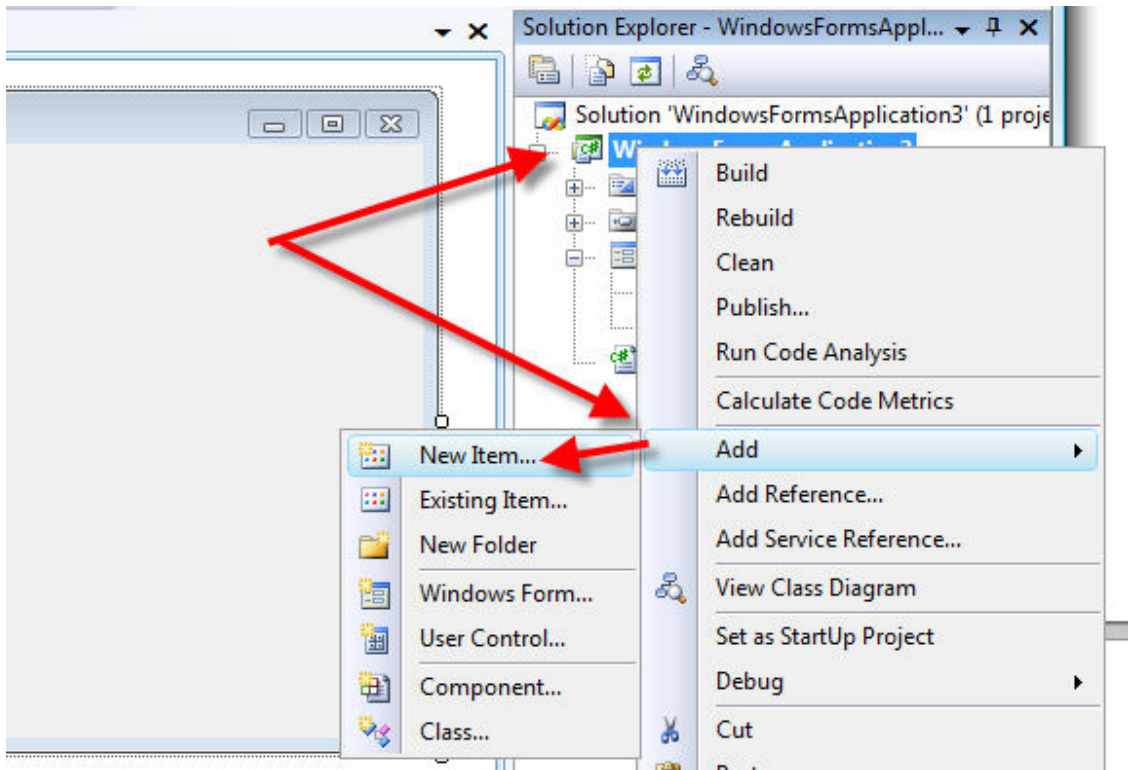 Solution Explorer - WindowsFormsAppl...
Solution 'WindowsFormsApplication3' (1 proje
Build
Rebuild
Clean
Publish...
Run Code Analysis
Calculate Code Metrics
Add
Add Reference...
Add Service Reference...
View Class Diagram
Set as StartUp Project
Debug
Cut
New Item...
Existing Item...
New Folder
Windows Form...
User Control...
Component...
Class...